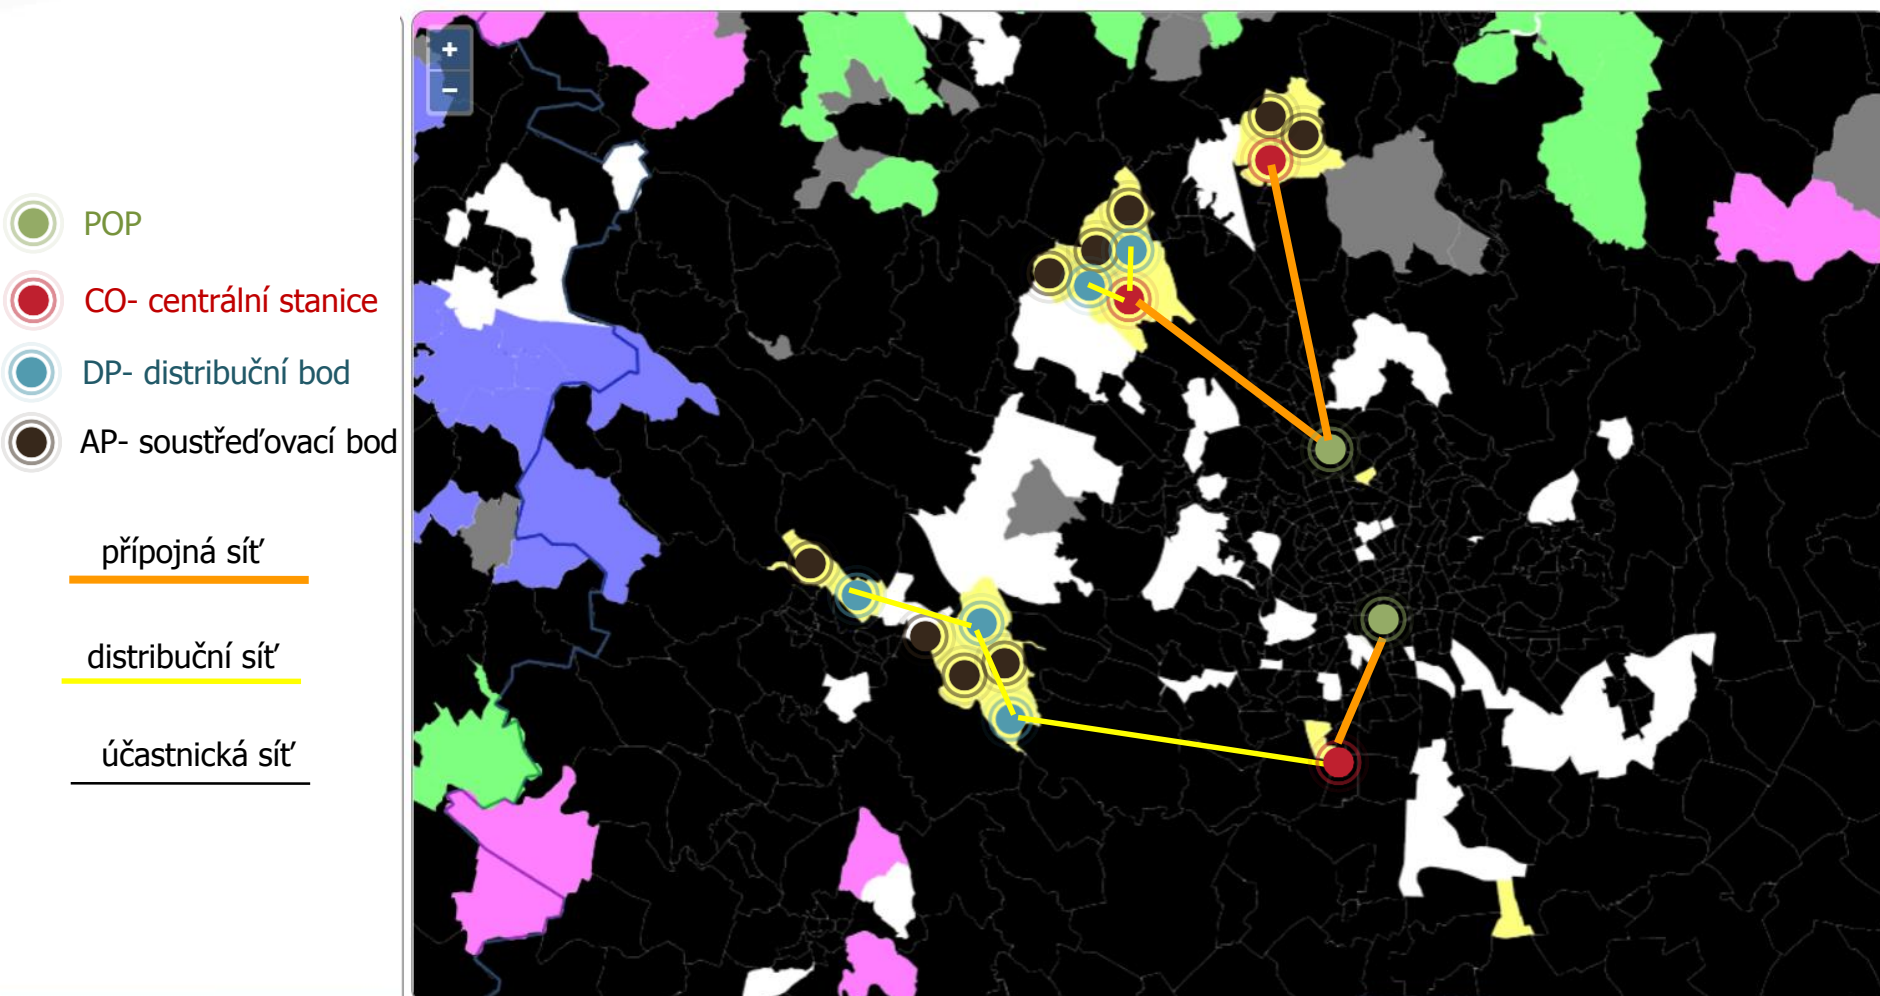 +
−
POP
CO- centrální stanice
DP- distribuční bod
AP- soustřeďovací bod
přípojná síť
distribuční síť
účastnická síť